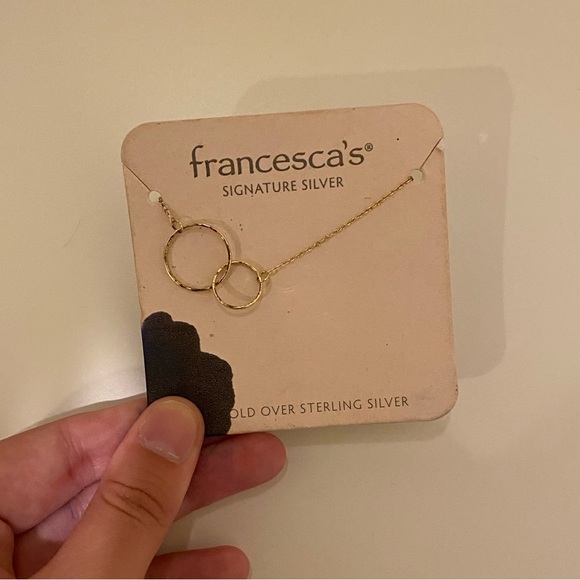 francesca's®
SIGNATURE SILVER
OLD OVER STERLING SILVER